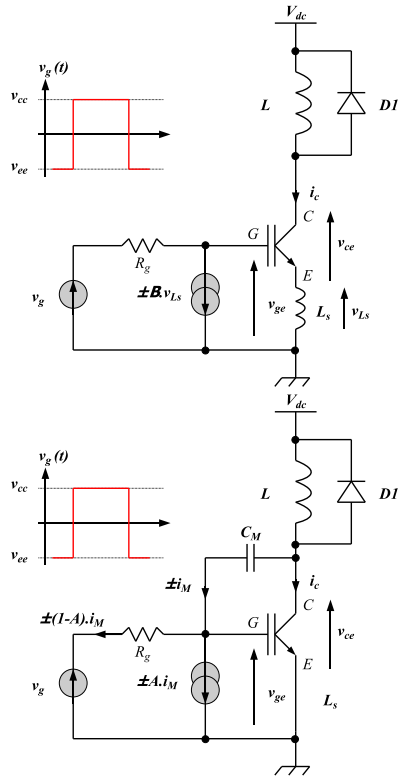 V_dc
v_g(t)
v_cc
v_ee
L
D1
i_c
C
G
R_g
±B.v_Ls
v_g
v_ge
E
v_ce
L_s
v_Ls
V_dc
v_g(t)
v_cc
v_ee
L
D1
C_M
±i_M
i_c
C
±(1-A).i_M
G
R_g
±A.i_M
v_g
v_ge
E
v_ce
L_s